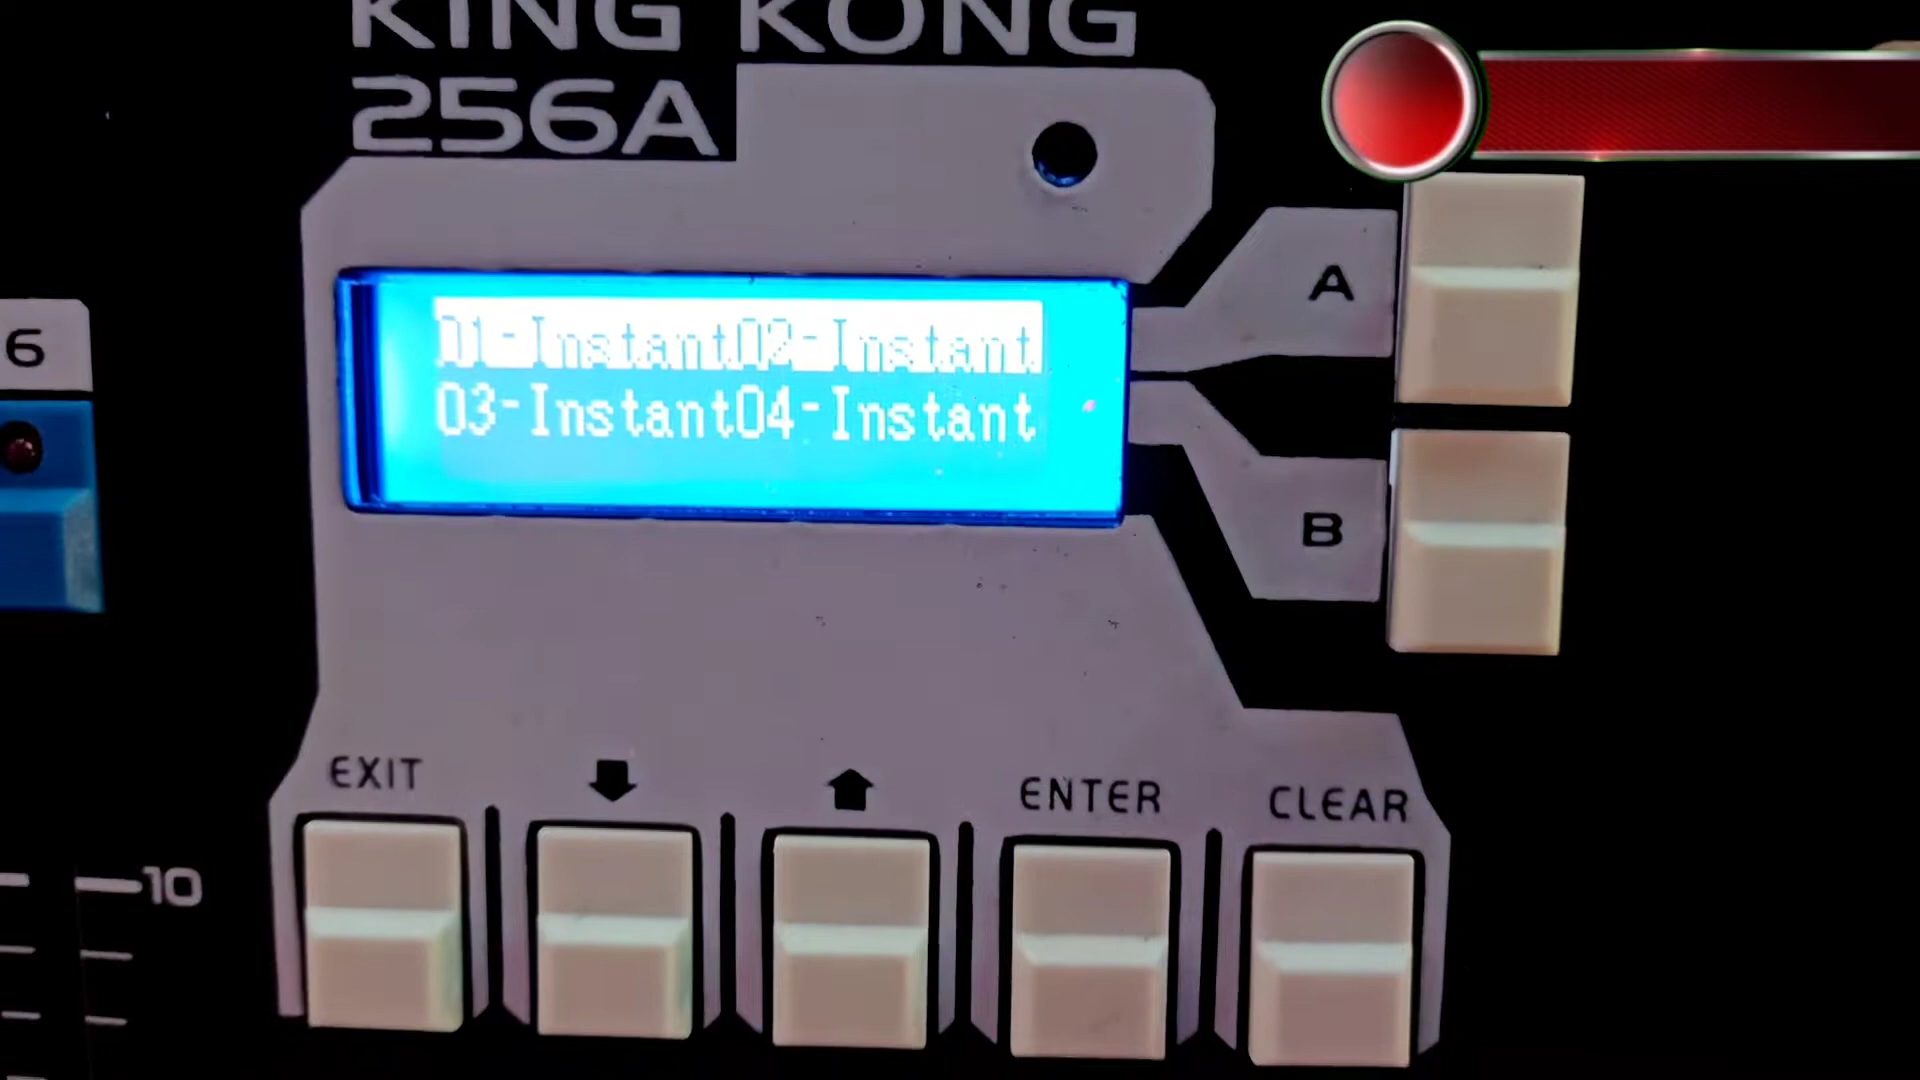 KING KONG
256A
A
01-Instant02-Instant
6
03-Instant04-Instant
B
EXIT
ENTER
CLEAR
10